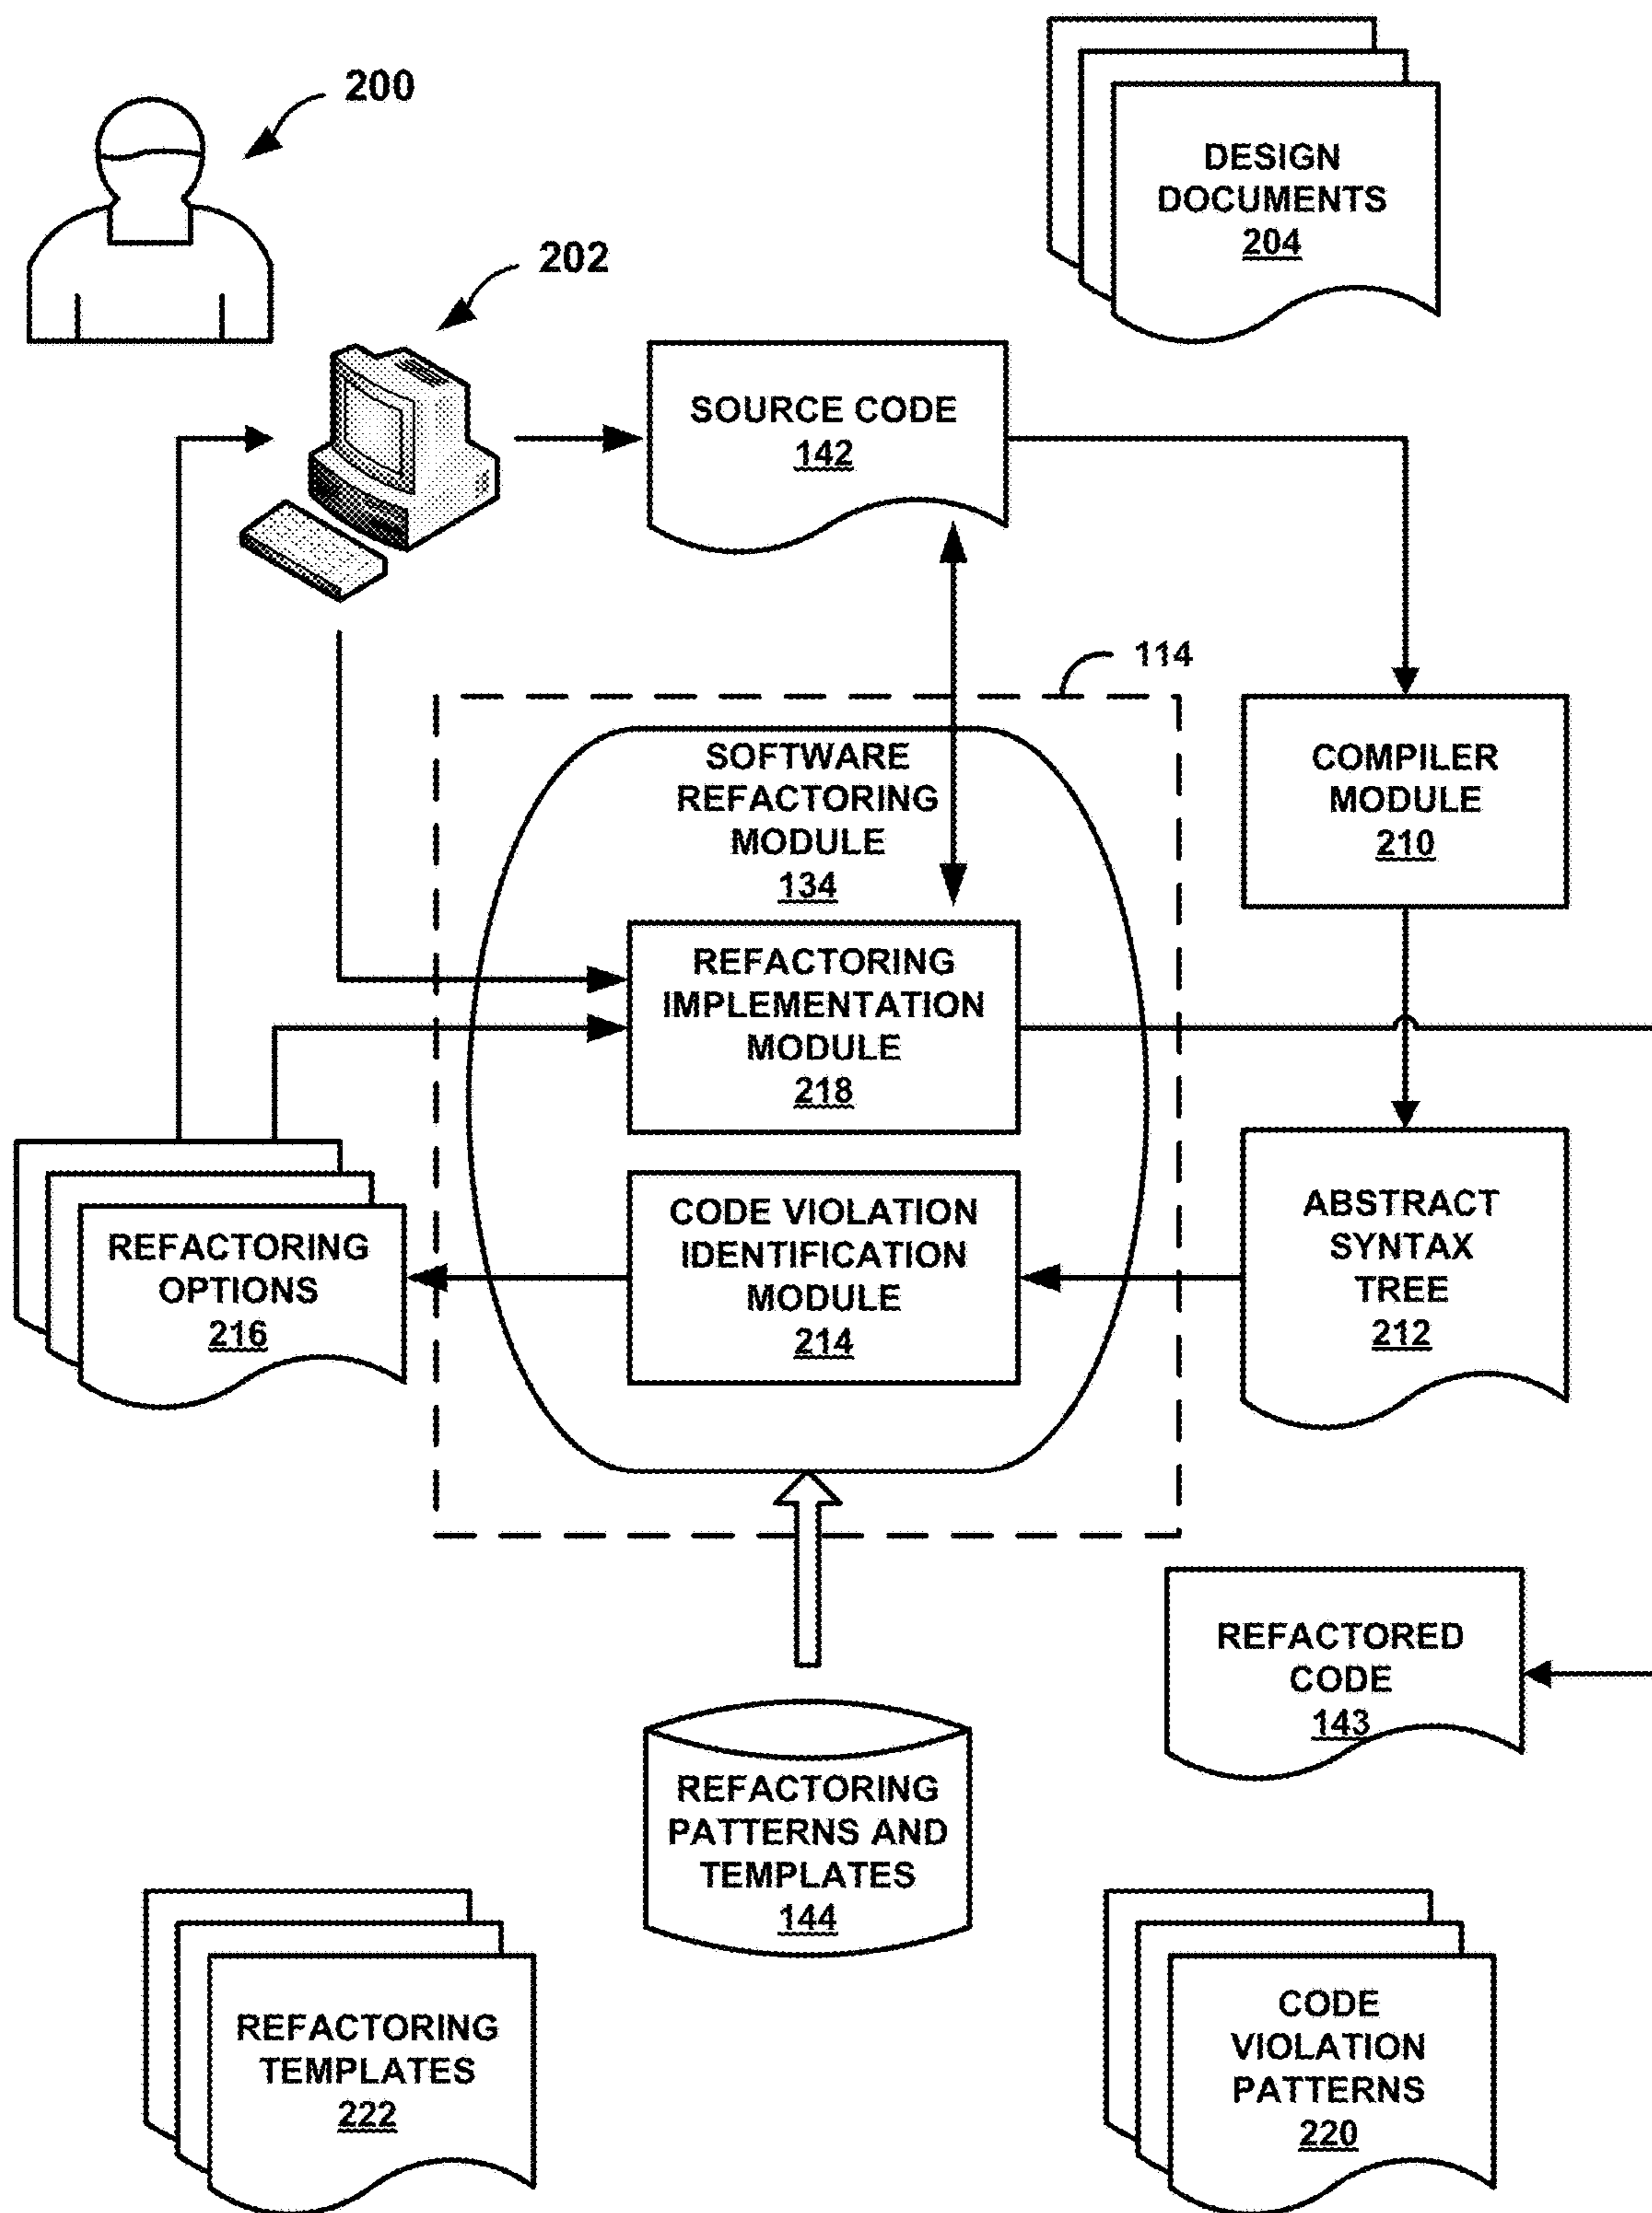 200
DESIGN
DOCUMENTS
204
202
SOURCE CODE
142
114
SOFTWARE
REFACTORING
MODULE
134
COMPILER
MODULE
210
REFACTORING
IMPLEMENTATION
MODULE
218
REFACTORING
OPTIONS
216
CODE VIOLATION
IDENTIFICATION
MODULE
214
ABSTRACT
SYNTAX
TREE
212
REFACTORED
CODE
143
REFACTORING
PATTERNS AND
TEMPLATES
144
REFACTORING
TEMPLATES
222
CODE
VIOLATION
PATTERNS
220